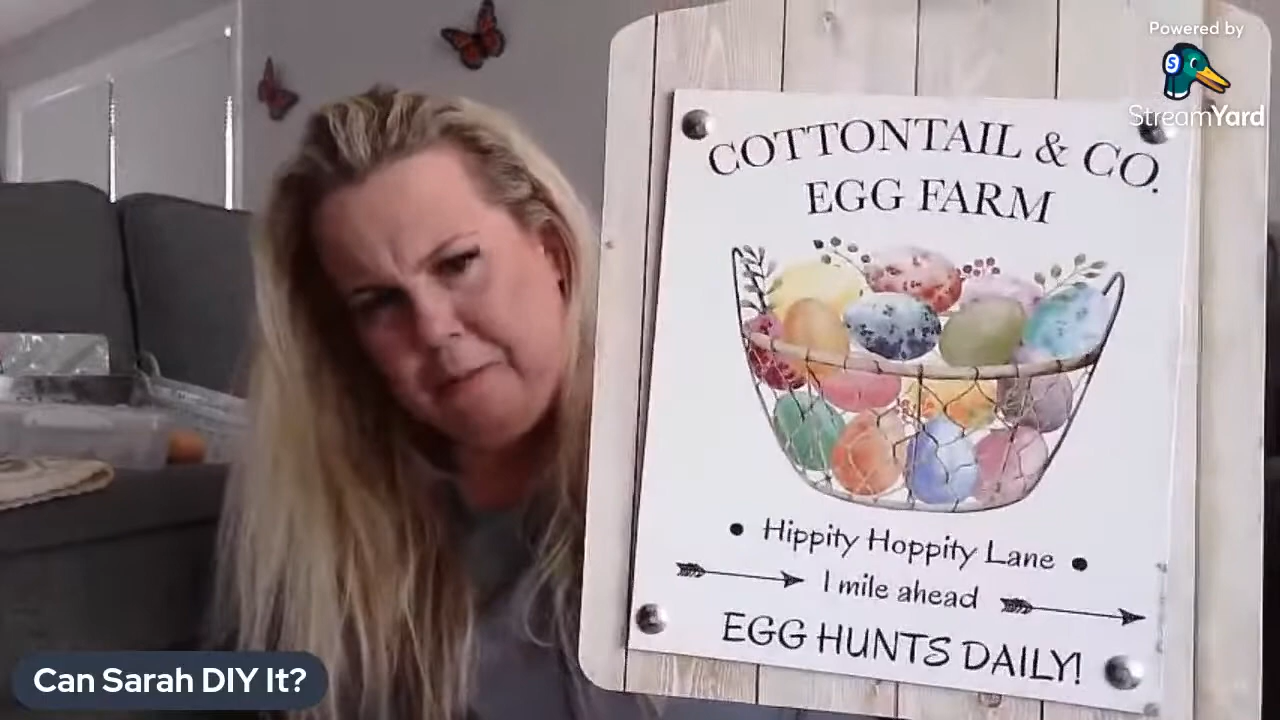 Powered by
StreamYard
COTTONTAIL & CO.
EGG FARM
• Hippity Hoppity Lane •
1 mile ahead
EGG HUNTS DAILY!
Can Sarah DIY It?